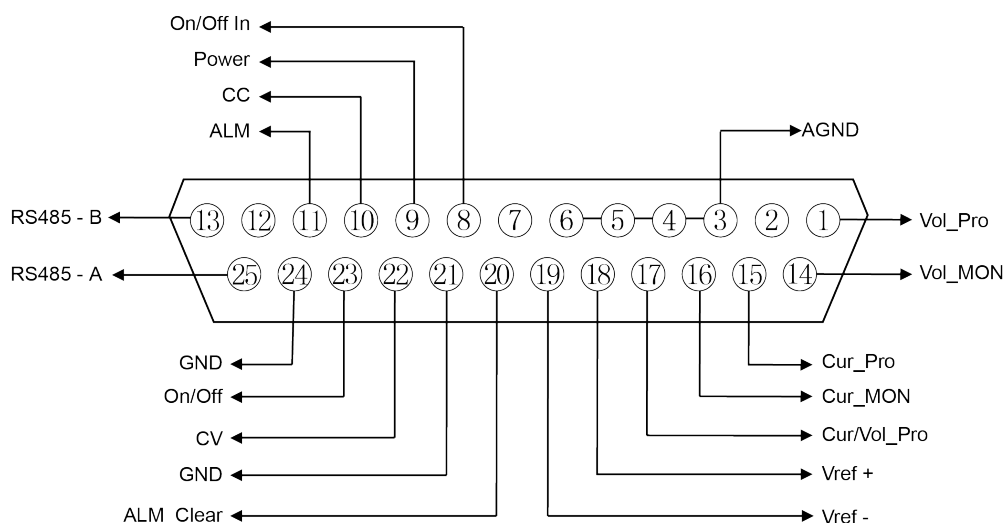 On/Off In
Power
CC
ALM
AGND
RS485 - B
13 12 11 10 9 8 7 6 5 4 3 2 1
Vol_Pro
RS485 - A
25 24 23 22 21 20 19 18 17 16 15 14
Vol_MON
GND
Cur_Pro
On/Off
Cur_MON
CV
Cur/Vol_Pro
GND
Vref +
ALM Clear
Vref -